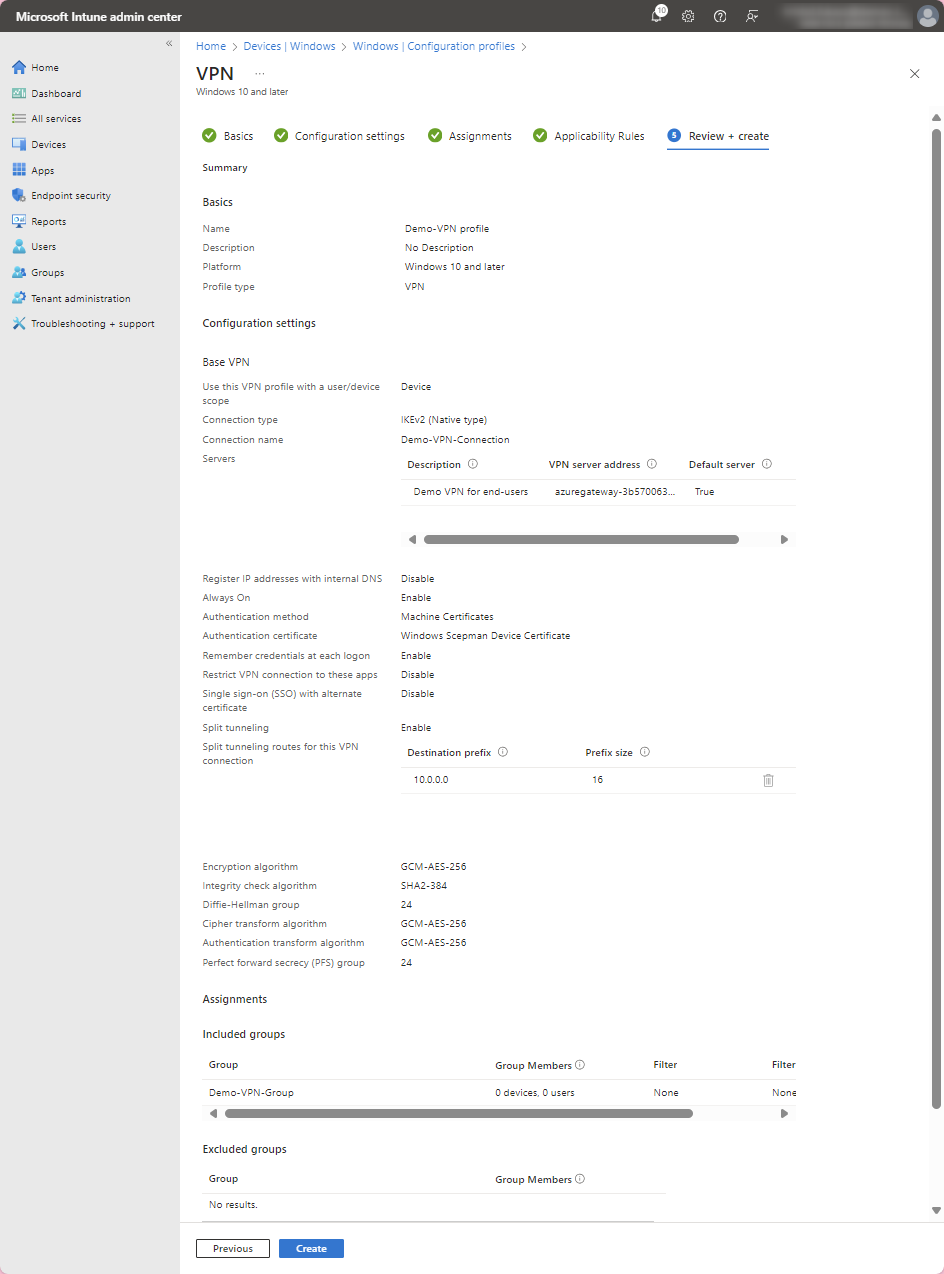 Microsoft Intune admin center
10
«
Home
Dashboard
All services
Devices
Apps
Endpoint security
Reports
Users
Groups
Tenant administration
Troubleshooting + support
Home > Devices | Windows > Windows | Configuration profiles >
VPN ...
Windows 10 and later
Basics
Configuration settings
Assignments
Applicability Rules
5 Review + create
Summary
Basics
Name Demo-VPN profile
Description No Description
Platform Windows 10 and later
Profile type VPN
Configuration settings
Base VPN
Use this VPN profile with a user/device Device
scope
Connection type IKEv2 (Native type)
Connection name Demo-VPN-Connection
Servers
Description VPN server address Default server
Demo VPN for end-users azuregateway-3b570063... True
Register IP addresses with internal DNS Disable
Always On Enable
Authentication method Machine Certificates
Authentication certificate Windows Scepman Device Certificate
Remember credentials at each logon Enable
Restrict VPN connection to these apps Disable
Single sign-on (SSO) with alternate Disable
certificate
Split tunneling Enable
Split tunneling routes for this VPN
connection
Destination prefix Prefix size
10.0.0.0 16
Encryption algorithm GCM-AES-256
Integrity check algorithm SHA2-384
Diffie-Hellman group 24
Cipher transform algorithm GCM-AES-256
Authentication transform algorithm GCM-AES-256
Perfect forward secrecy (PFS) group 24
Assignments
Included groups
Group Group Members Filter Filter
Demo-VPN-Group 0 devices, 0 users None None
Excluded groups
Group Group Members
No results.
Previous Create